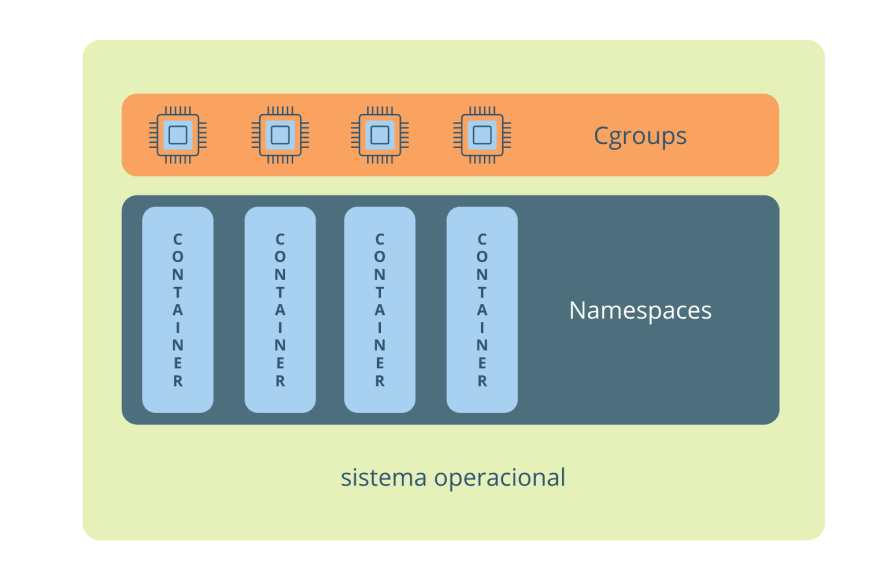 Cgroups
CONTAINER
CONTAINER
CONTAINER
CONTAINER
Namespaces
sistema operacional